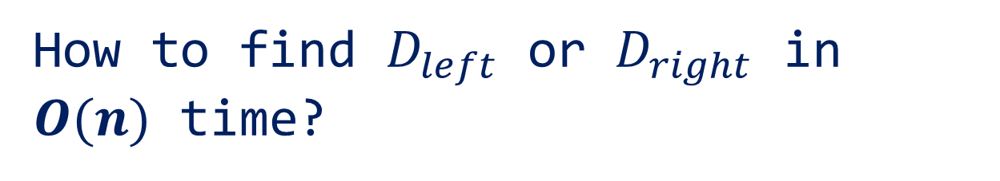 How to find D_left or D_right in
O(n) time?